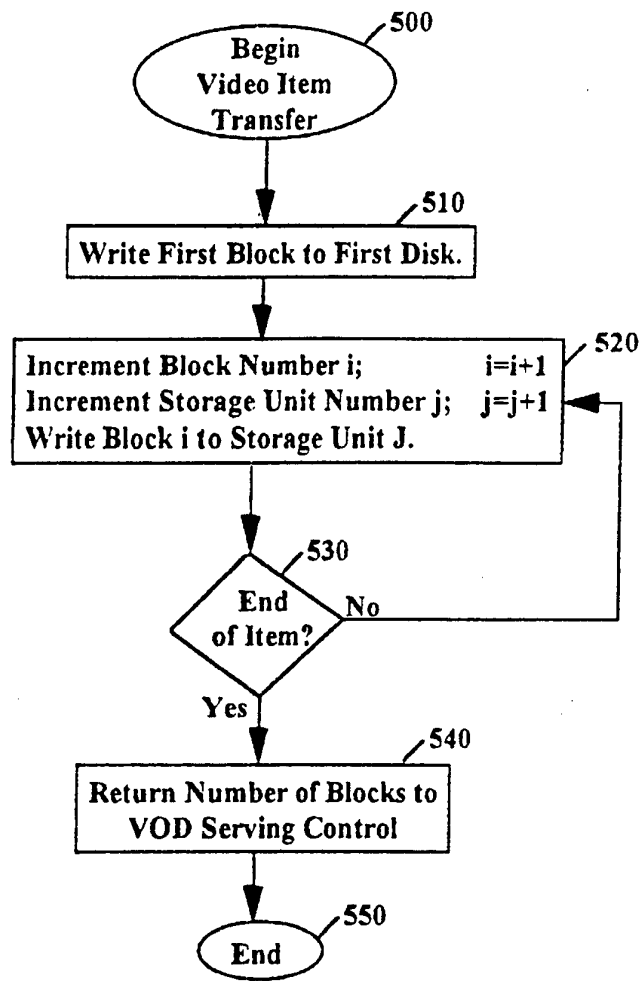 500
Begin
Video Item
Transfer
510
Write First Block to First Disk.
520
Increment Block Number i; i=i+1
Increment Storage Unit Number j; j=j+1
Write Block i to Storage Unit J.
530
End
of Item?
No
Yes
540
Return Number of Blocks to
VOD Serving Control
550
End